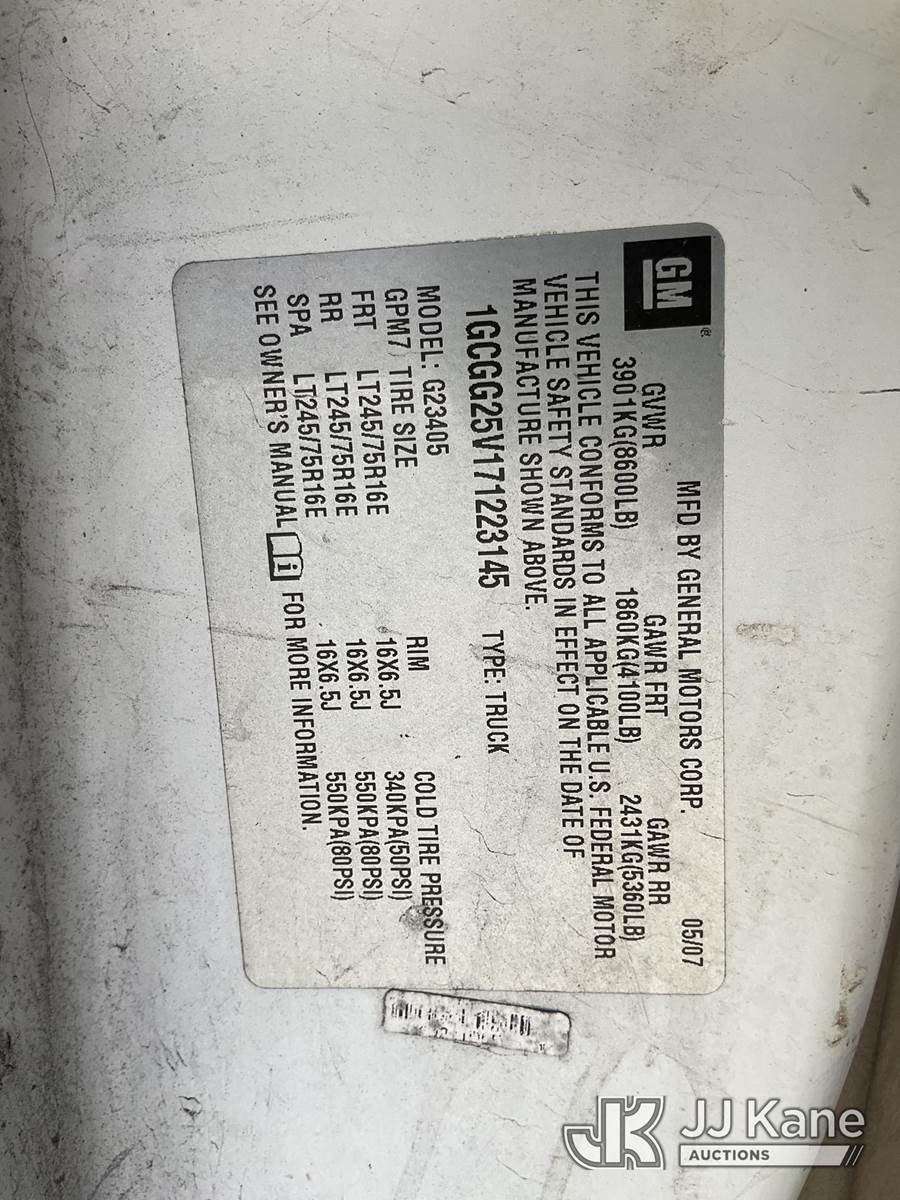 GM®
MFD BY GENERAL MOTORS CORP. 05/07
GVWR GAWR FRT GAWR RR
3901KG(8600LB) 1860KG(4100LB) 2431KG(5360LB)
THIS VEHICLE CONFORMS TO ALL APPLICABLE U.S. FEDERAL MOTOR
VEHICLE SAFETY STANDARDS IN EFFECT ON THE DATE OF
MANUFACTURE SHOWN ABOVE.
1GCGG25V171223145 TYPE: TRUCK
MODEL: G23405
GPM7 TIRE SIZE RIM COLD TIRE PRESSURE
FRT LT245/75R16E 16X6.5J 340KPA(50PSI)
RR LT245/75R16E 16X6.5J 550KPA(80PSI)
SPA LT245/75R16E 16X6.5J 550KPA(80PSI)
SEE OWNER'S MANUAL i FOR MORE INFORMATION.
JK JJ Kane
AUCTIONS